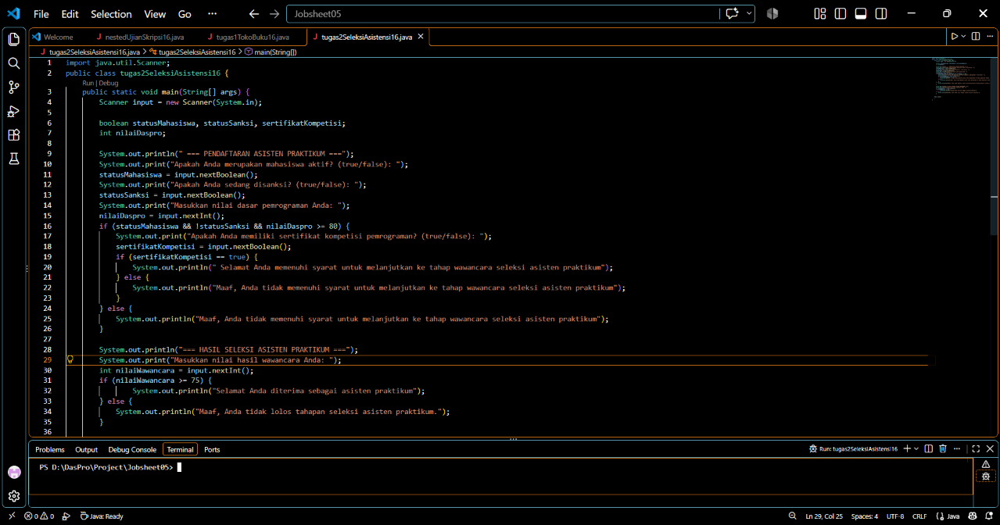 File Edit Selection View Go ··· Jobsheet05
Welcome nestedUjianSkripsi16.java tugas1TokoBuku16.java tugas2SeleksiAsistensi16.java
tugas2SeleksiAsistensi16.java > tugas2SeleksiAsistensi16 > main(String[])
1 import java.util.Scanner;
2 public class tugas2SeleksiAsistensi16 {
Run | Debug
3 public static void main(String[] args) {
4 Scanner input = new Scanner(System.in);
5
6 boolean statusMahasiswa, statusSanksi, sertifikatKompetisi;
7 int nilaiDaspro;
8
9 System.out.println(" === PENDAFTARAN ASISTEN PRAKTIKUM ===");
10 System.out.print("Apakah Anda merupakan mahasiswa aktif? (true/false): ");
11 statusMahasiswa = input.nextBoolean();
12 System.out.print("Apakah Anda sedang disanksi? (true/false): ");
13 statusSanksi = input.nextBoolean();
14 System.out.print("Masukkan nilai dasar pemrograman Anda: ");
15 nilaiDaspro = input.nextInt();
16 if (statusMahasiswa && !statusSanksi && nilaiDaspro >= 80) {
17 System.out.print("Apakah Anda memiliki sertifikat kompetisi pemrograman? (true/false): ");
18 sertifikatKompetisi = input.nextBoolean();
19 if (sertifikatKompetisi == true) {
20 System.out.println(" Selamat Anda memenuhi syarat untuk melanjutkan ke tahap wawancara seleksi asisten praktikum");
21 } else {
22 System.out.println("Maaf, Anda tidak memenuhi syarat untuk melanjutkan ke tahap wawancara seleksi asisten praktikum");
23 }
24 } else {
25 System.out.println("Maaf, Anda tidak memenuhi syarat untuk melanjutkan ke tahap wawancara seleksi asisten praktikum");
26 }
27
28 System.out.println("=== HASIL SELEKSI ASISTEN PRAKTIKUM ===");
29 System.out.print("Masukkan nilai hasil wawancara Anda: ");
30 int nilaiWawancara = input.nextInt();
31 if (nilaiWawancara >= 75) {
32 System.out.println("Selamat Anda diterima sebagai asisten praktikum");
33 } else {
34 System.out.println("Maaf, Anda tidak lolos tahapan seleksi asisten praktikum.");
35 }
36
Problems Output Debug Console Terminal Ports Run: tugas2SeleksiAsistensi16
PS D:\DasPro\Project\Jobsheet05>
0 0 Java: Ready Ln 29, Col 25 Spaces: 4 UTF-8 CRLF Java